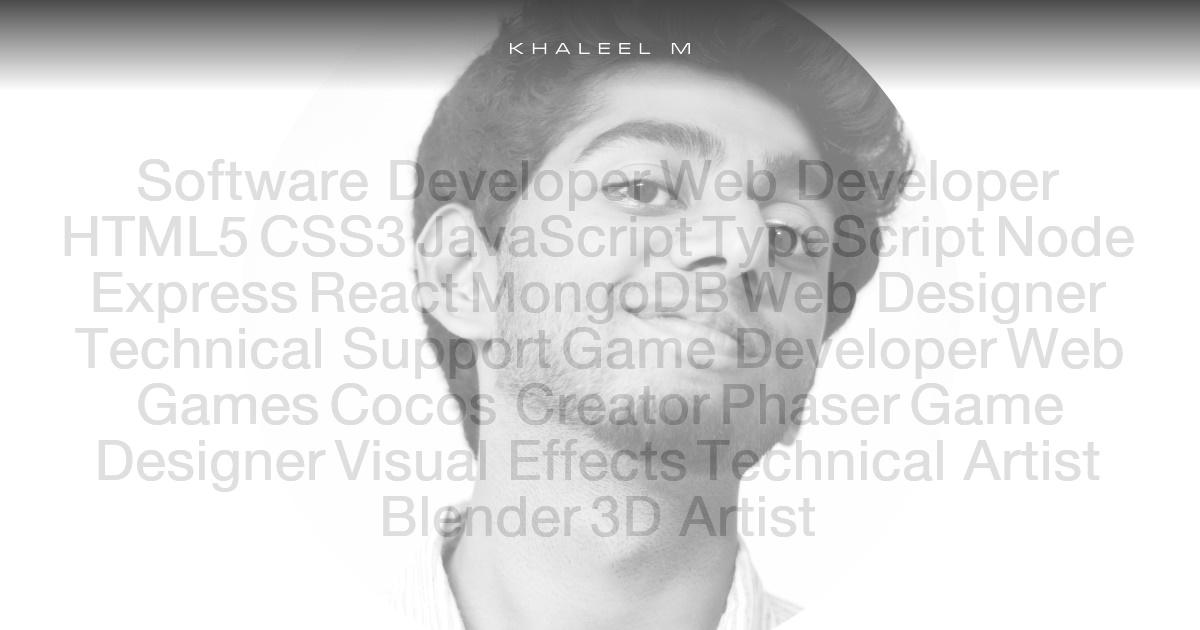 KHALEEL M
Software Developer Web Developer
HTML5 CSS3 JavaScript TypeScript Node
Express React MongoDB Web Designer
Technical Support Game Developer Web
Games Cocos Creator Phaser Game
Designer Visual Effects Technical Artist
Blender 3D Artist